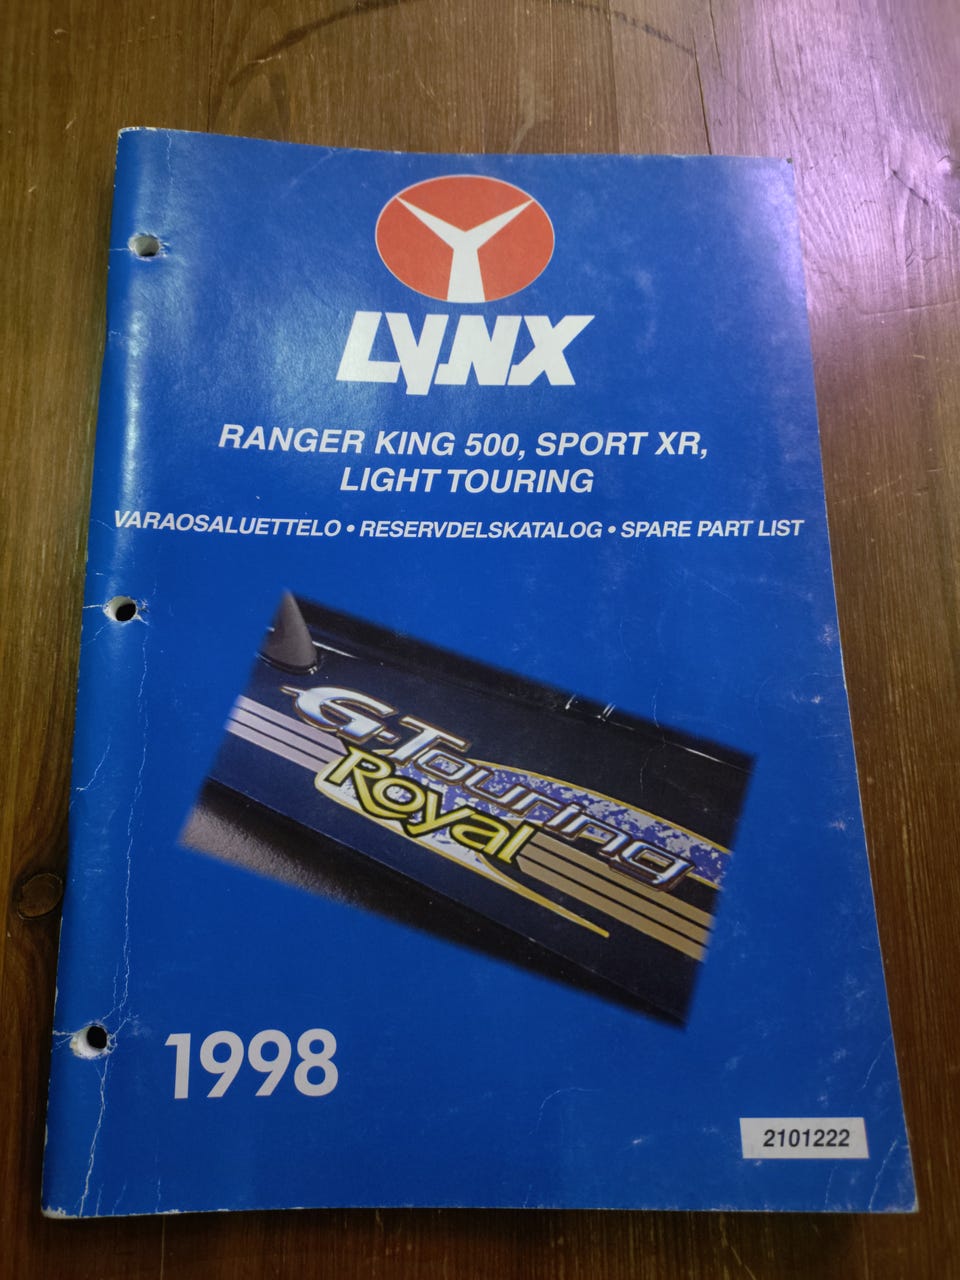 LYNX
RANGER KING 500, SPORT XR,
LIGHT TOURING
VARAOSALUETTELO • RESERVDELSKATALOG • SPARE PART LIST
G-Touring
Royal
1998
2101222